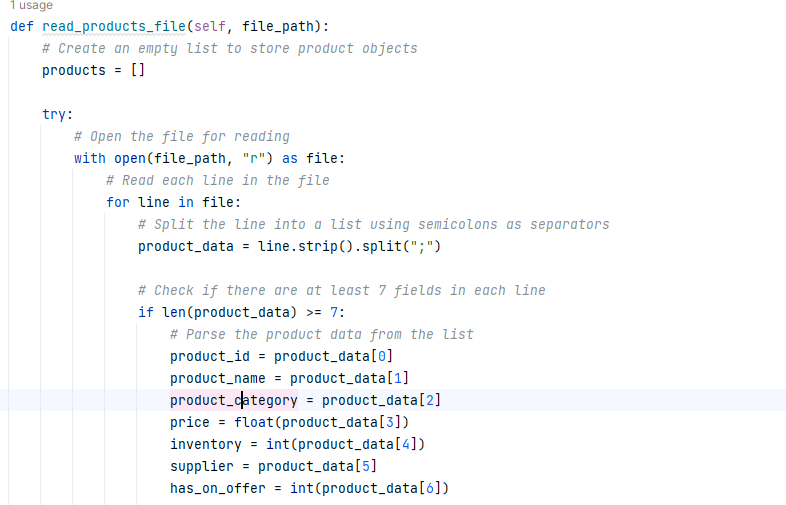 1 usage
def read_products_file(self, file_path):
    # Create an empty list to store product objects
    products = []

    try:
        # Open the file for reading
        with open(file_path, "r") as file:
            # Read each line in the file
            for line in file:
                # Split the line into a list using semicolons as separators
                product_data = line.strip().split(";")

                # Check if there are at least 7 fields in each line
                if len(product_data) >= 7:
                    # Parse the product data from the list
                    product_id = product_data[0]
                    product_name = product_data[1]
                    product_category = product_data[2]
                    price = float(product_data[3])
                    inventory = int(product_data[4])
                    supplier = product_data[5]
                    has_on_offer = int(product_data[6])